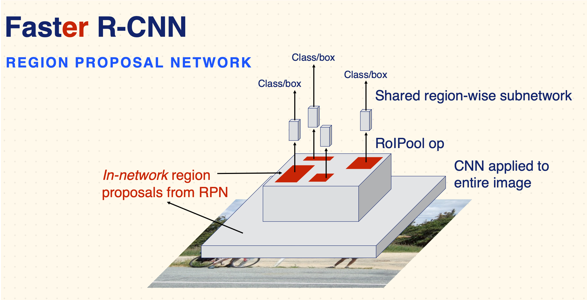 Faster R-CNN
REGION PROPOSAL NETWORK
Class/box
Class/box
Class/box
Shared region-wise subnetwork
RoIPool op
CNN applied to
entire image
In-network region
proposals from RPN